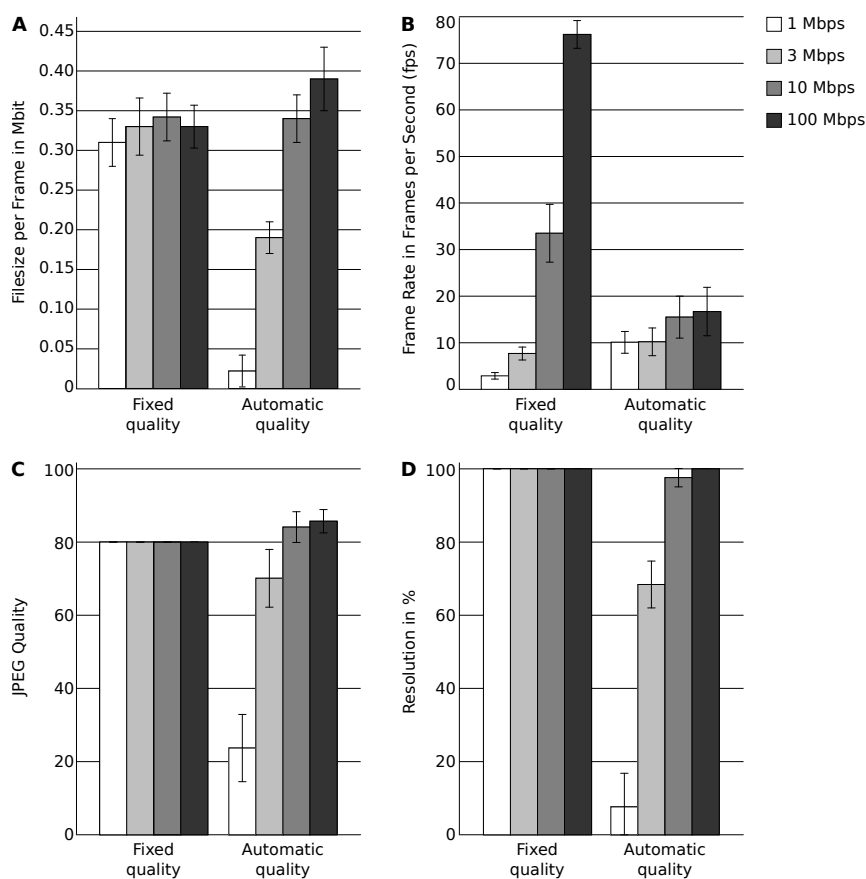 A
0.45
0.40
0.35
0.30
0.25
0.20
0.15
0.10
0.05
0
Filesize per Frame in Mbit
Fixed
quality
Automatic
quality
B
80
70
60
50
40
30
20
10
0
Frame Rate in Frames per Second (fps)
Fixed
quality
Automatic
quality
1 Mbps
3 Mbps
10 Mbps
100 Mbps
C
100
80
60
40
20
0
JPEG Quality
Fixed
quality
Automatic
quality
D
100
80
60
40
20
0
Resolution in %
Fixed
quality
Automatic
quality